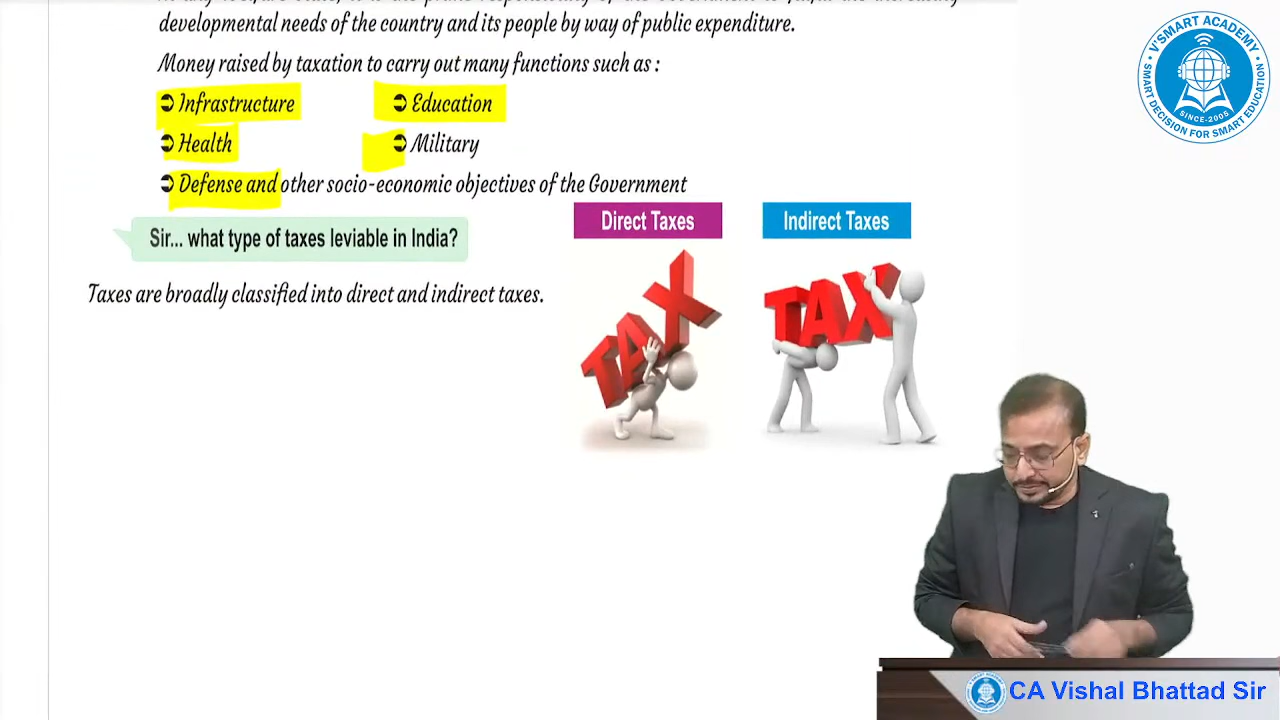 developmental needs of the country and its people by way of public expenditure.
Money raised by taxation to carry out many functions such as :
➲ Infrastructure ➲ Education
➲ Health ➲ Military
➲ Defense and other socio-economic objectives of the Government
Sir... what type of taxes leviable in India?
Taxes are broadly classified into direct and indirect taxes.
Direct Taxes Indirect Taxes
TAX TAX
V'SMART ACADEMY
SMART DECISION FOR SMART EDUCATION
SINCE-2005
CA Vishal Bhattad Sir